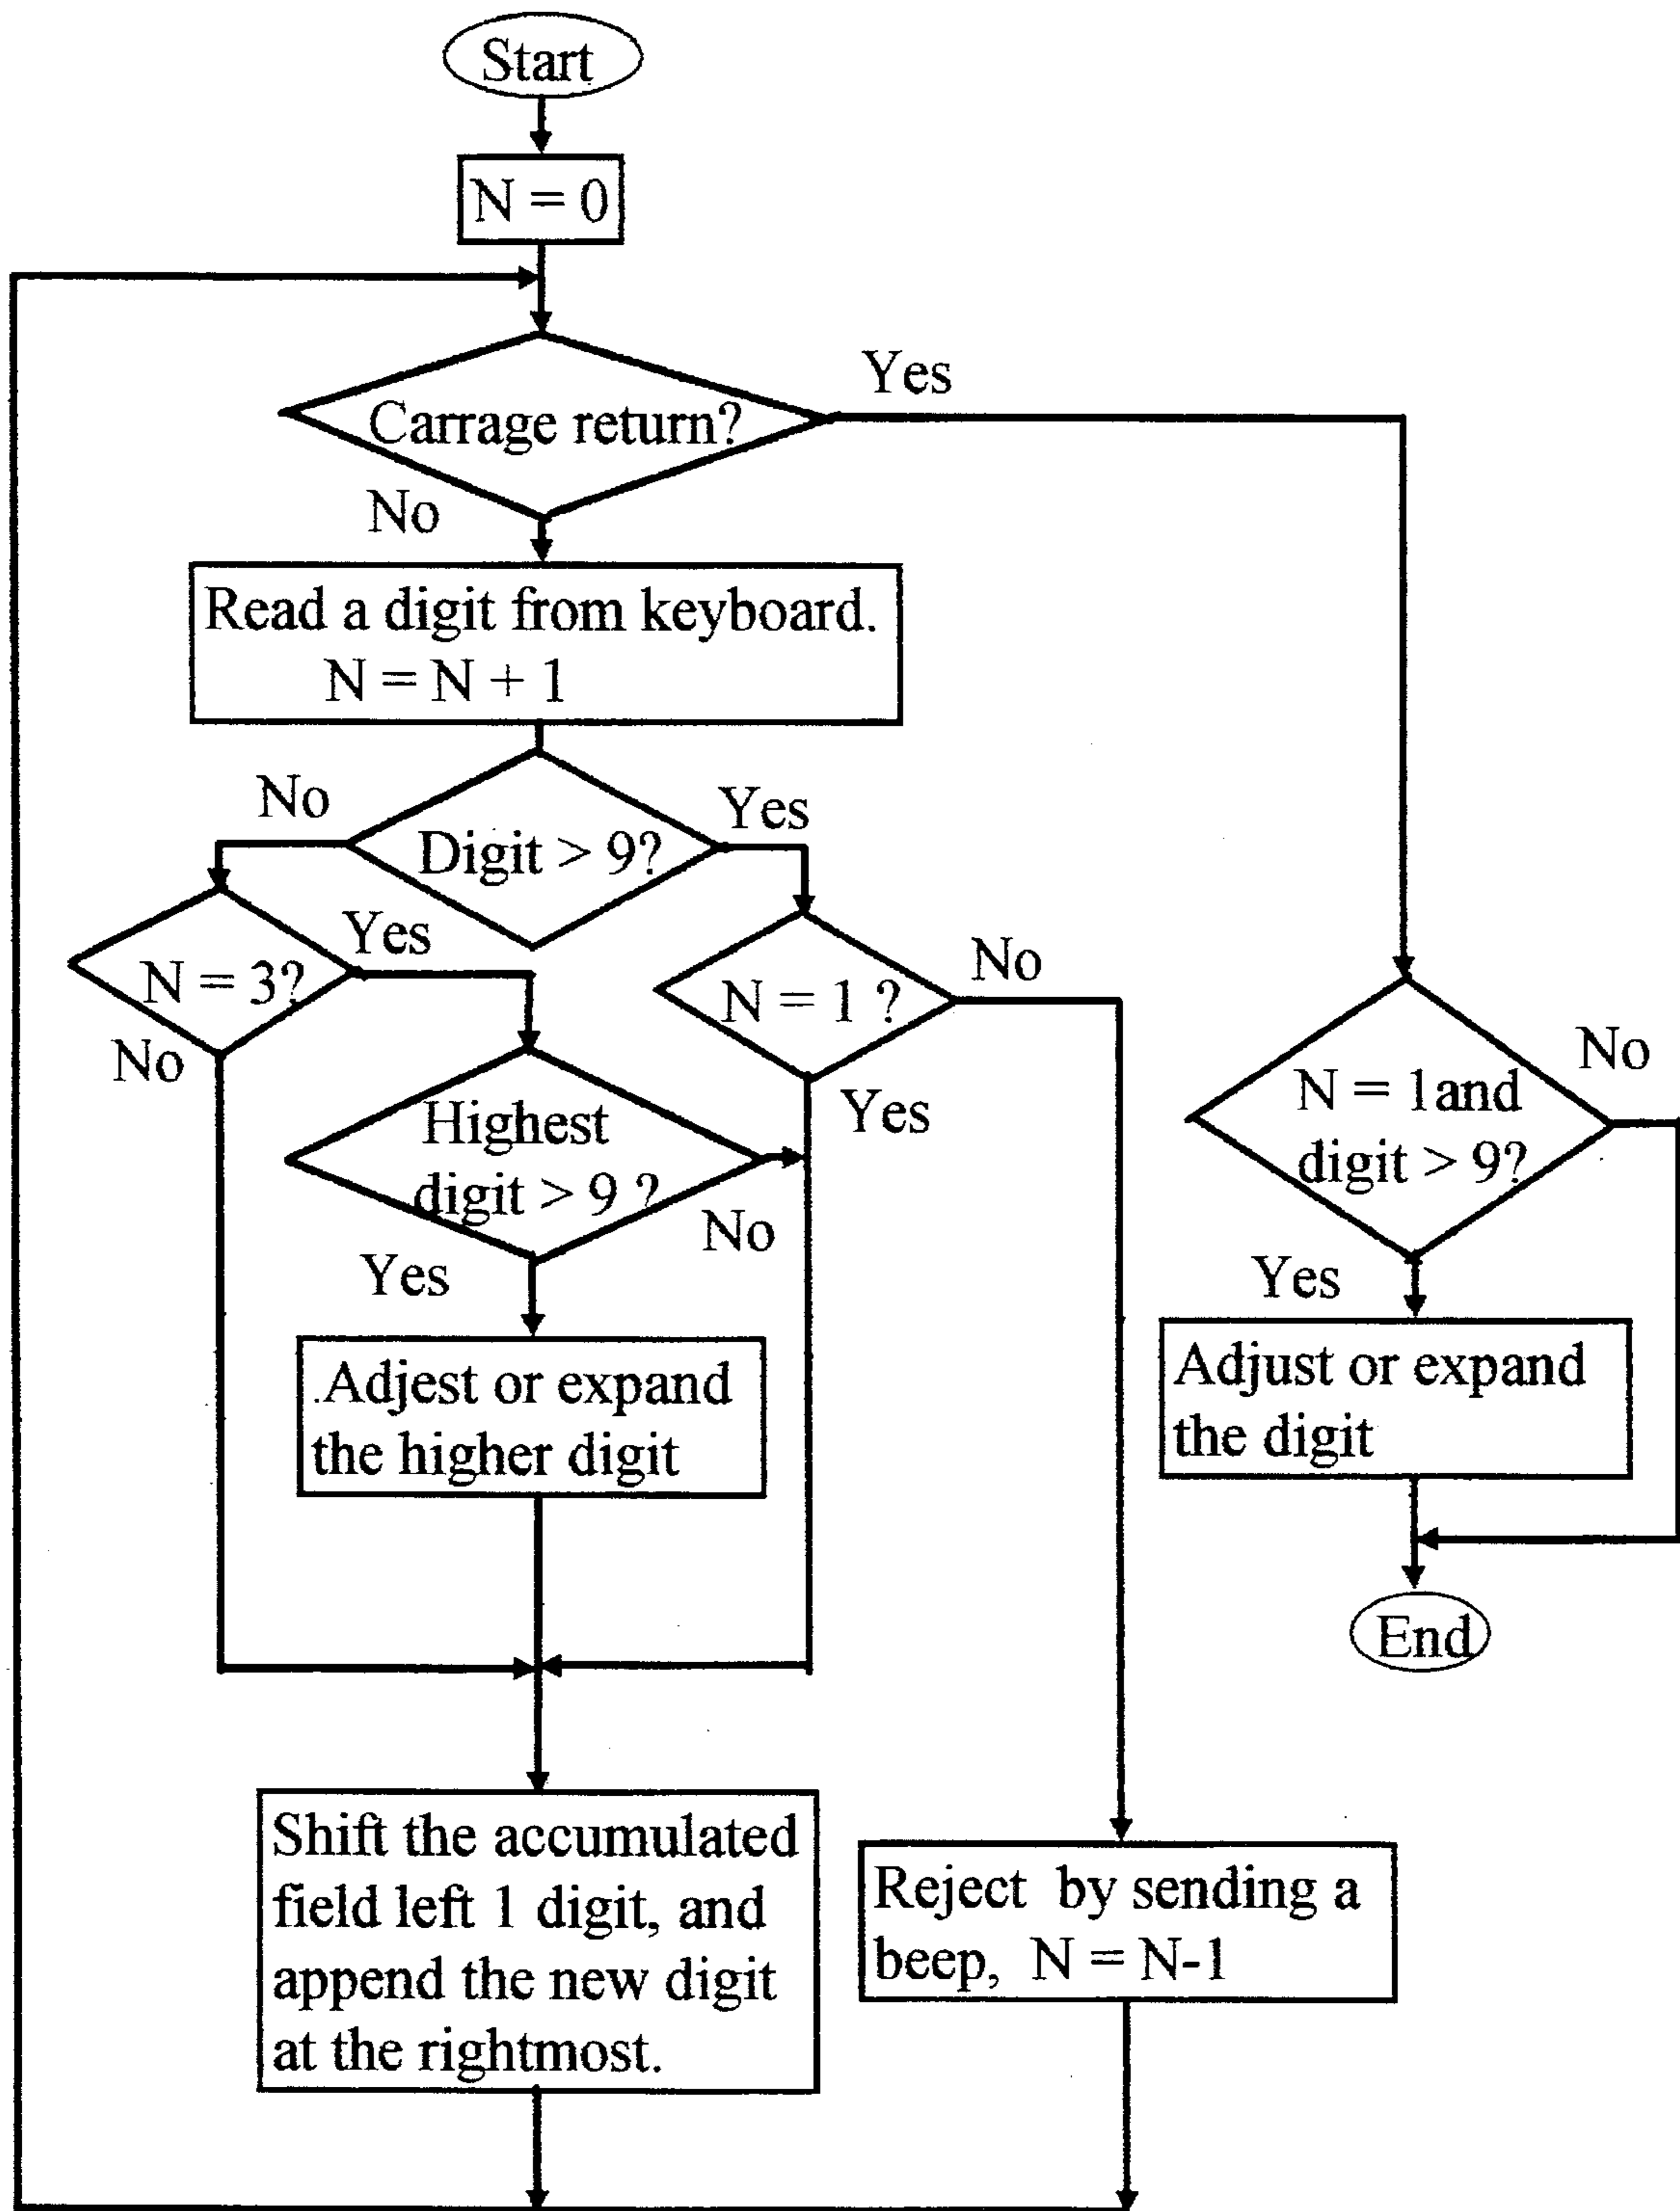 Start
N = 0
Carrage return?
Yes
No
Read a digit from keyboard.
N = N + 1
Digit > 9?
No
Yes
N = 3?
Yes
No
N = 1 ?
No
Yes
Highest
digit > 9 ?
No
Yes
.Adjest or expand
the higher digit
N = 1and
digit > 9?
No
Yes
Adjust or expand
the digit
End
Shift the accumulated
field left 1 digit, and
append the new digit
at the rightmost.
Reject by sending a
beep, N = N-1